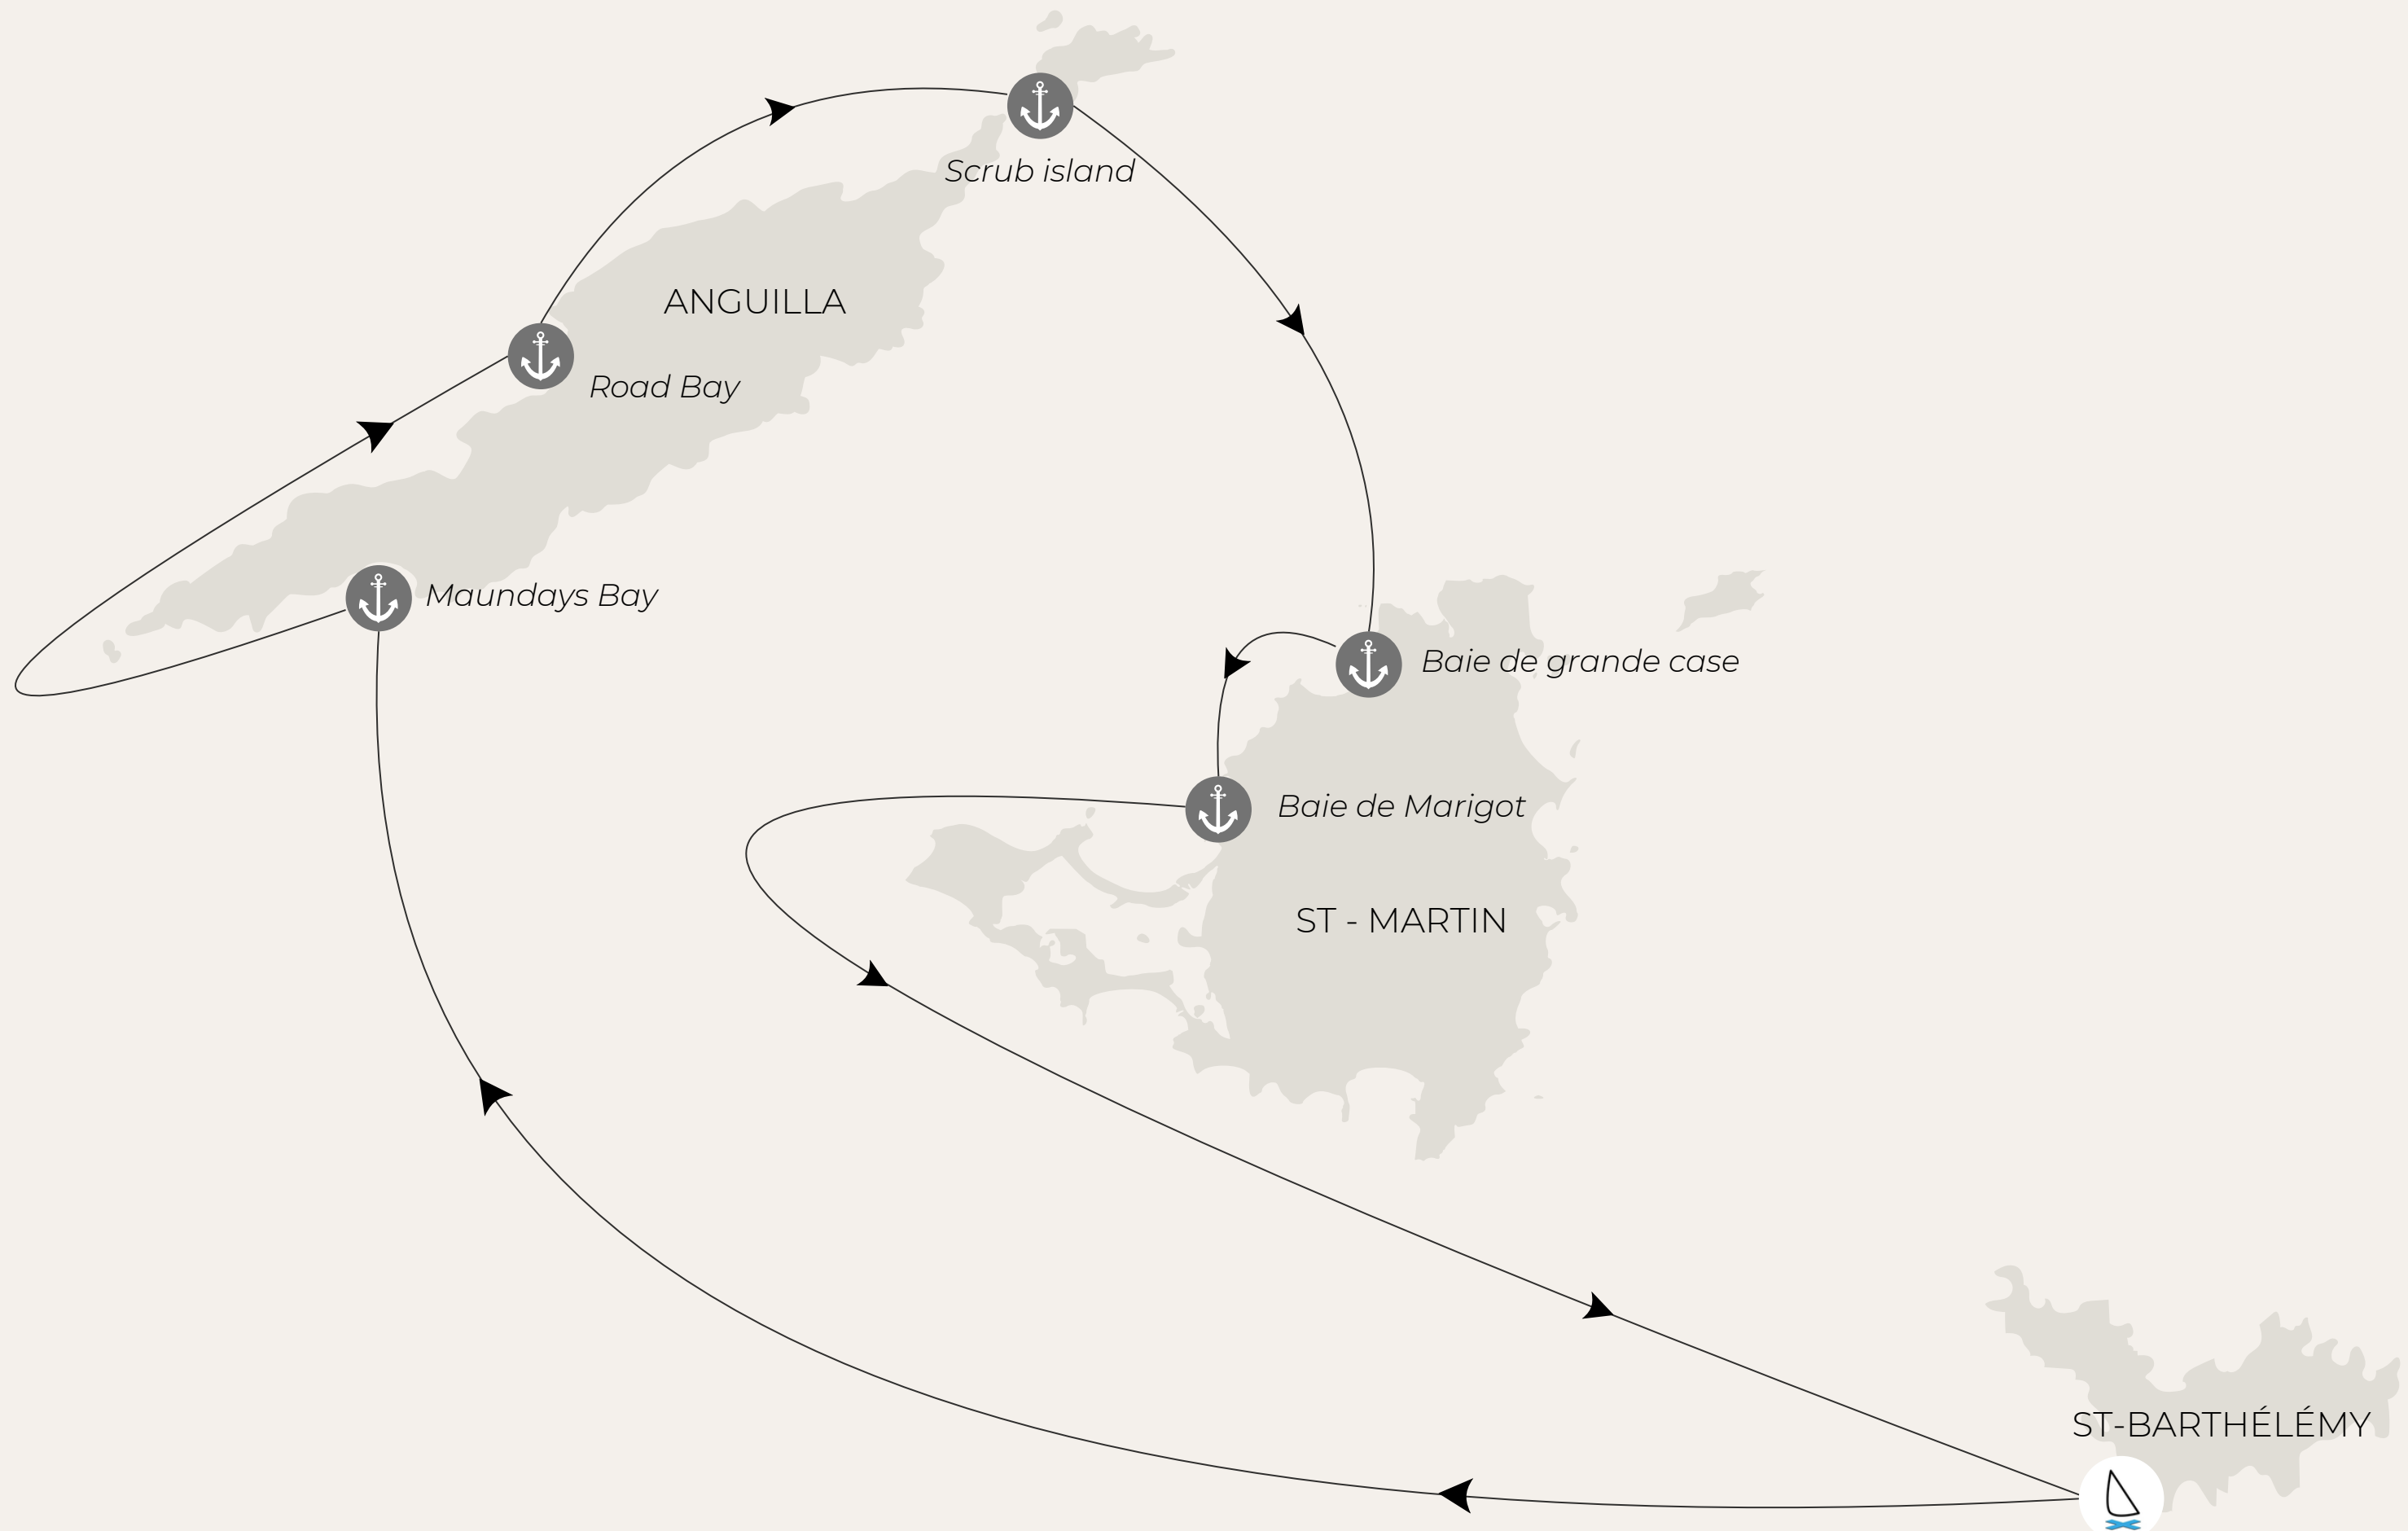 Scrub island
ANGUILLA
Road Bay
Maundays Bay
Baie de grande case
Baie de Marigot
ST - MARTIN
ST-BARTHÉLÉMY